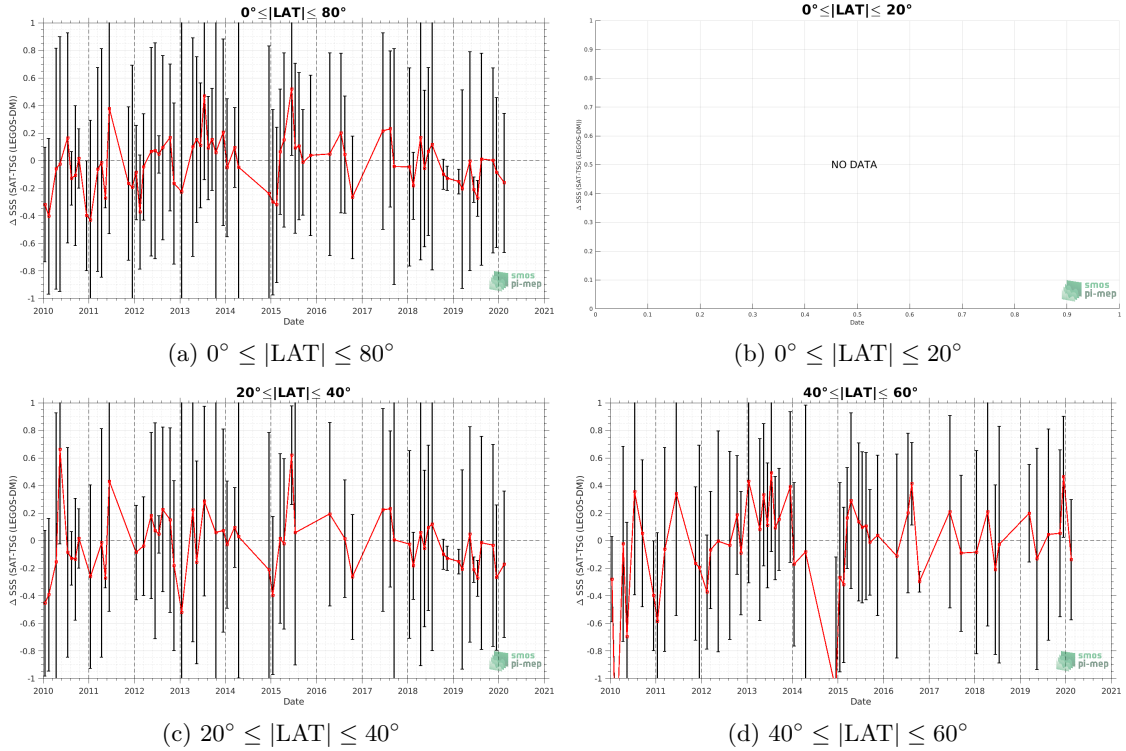 0°≤|LAT|≤ 80°
Δ SSS (SAT-TSG (LEGOS-DM))
1
0.8
0.6
0.4
0.2
0
-0.2
-0.4
-0.6
-0.8
-1
2010 2011 2012 2013 2014 2015 2016 2017 2018 2019 2020 2021
Date
smos
pi-mep
(a) 0° ≤ |LAT| ≤ 80°
0°≤|LAT|≤ 20°
Δ SSS (SAT-TSG (LEGOS-DM))
1
0.9
0.8
0.7
0.6
0.5
0.4
0.3
0.2
0.1
0
NO DATA
0 0.1 0.2 0.3 0.4 0.5 0.6 0.7 0.8 0.9 1
Date
smos
pi-mep
(b) 0° ≤ |LAT| ≤ 20°
20°≤|LAT|≤ 40°
Δ SSS (SAT-TSG (LEGOS-DM))
1
0.8
0.6
0.4
0.2
0
-0.2
-0.4
-0.6
-0.8
-1
2010 2011 2012 2013 2014 2015 2016 2017 2018 2019 2020 2021
Date
smos
pi-mep
(c) 20° ≤ |LAT| ≤ 40°
40°≤|LAT|≤ 60°
Δ SSS (SAT-TSG (LEGOS-DM))
1
0.8
0.6
0.4
0.2
0
-0.2
-0.4
-0.6
-0.8
-1
2010 2011 2012 2013 2014 2015 2016 2017 2018 2019 2020 2021
Date
smos
pi-mep
(d) 40° ≤ |LAT| ≤ 60°